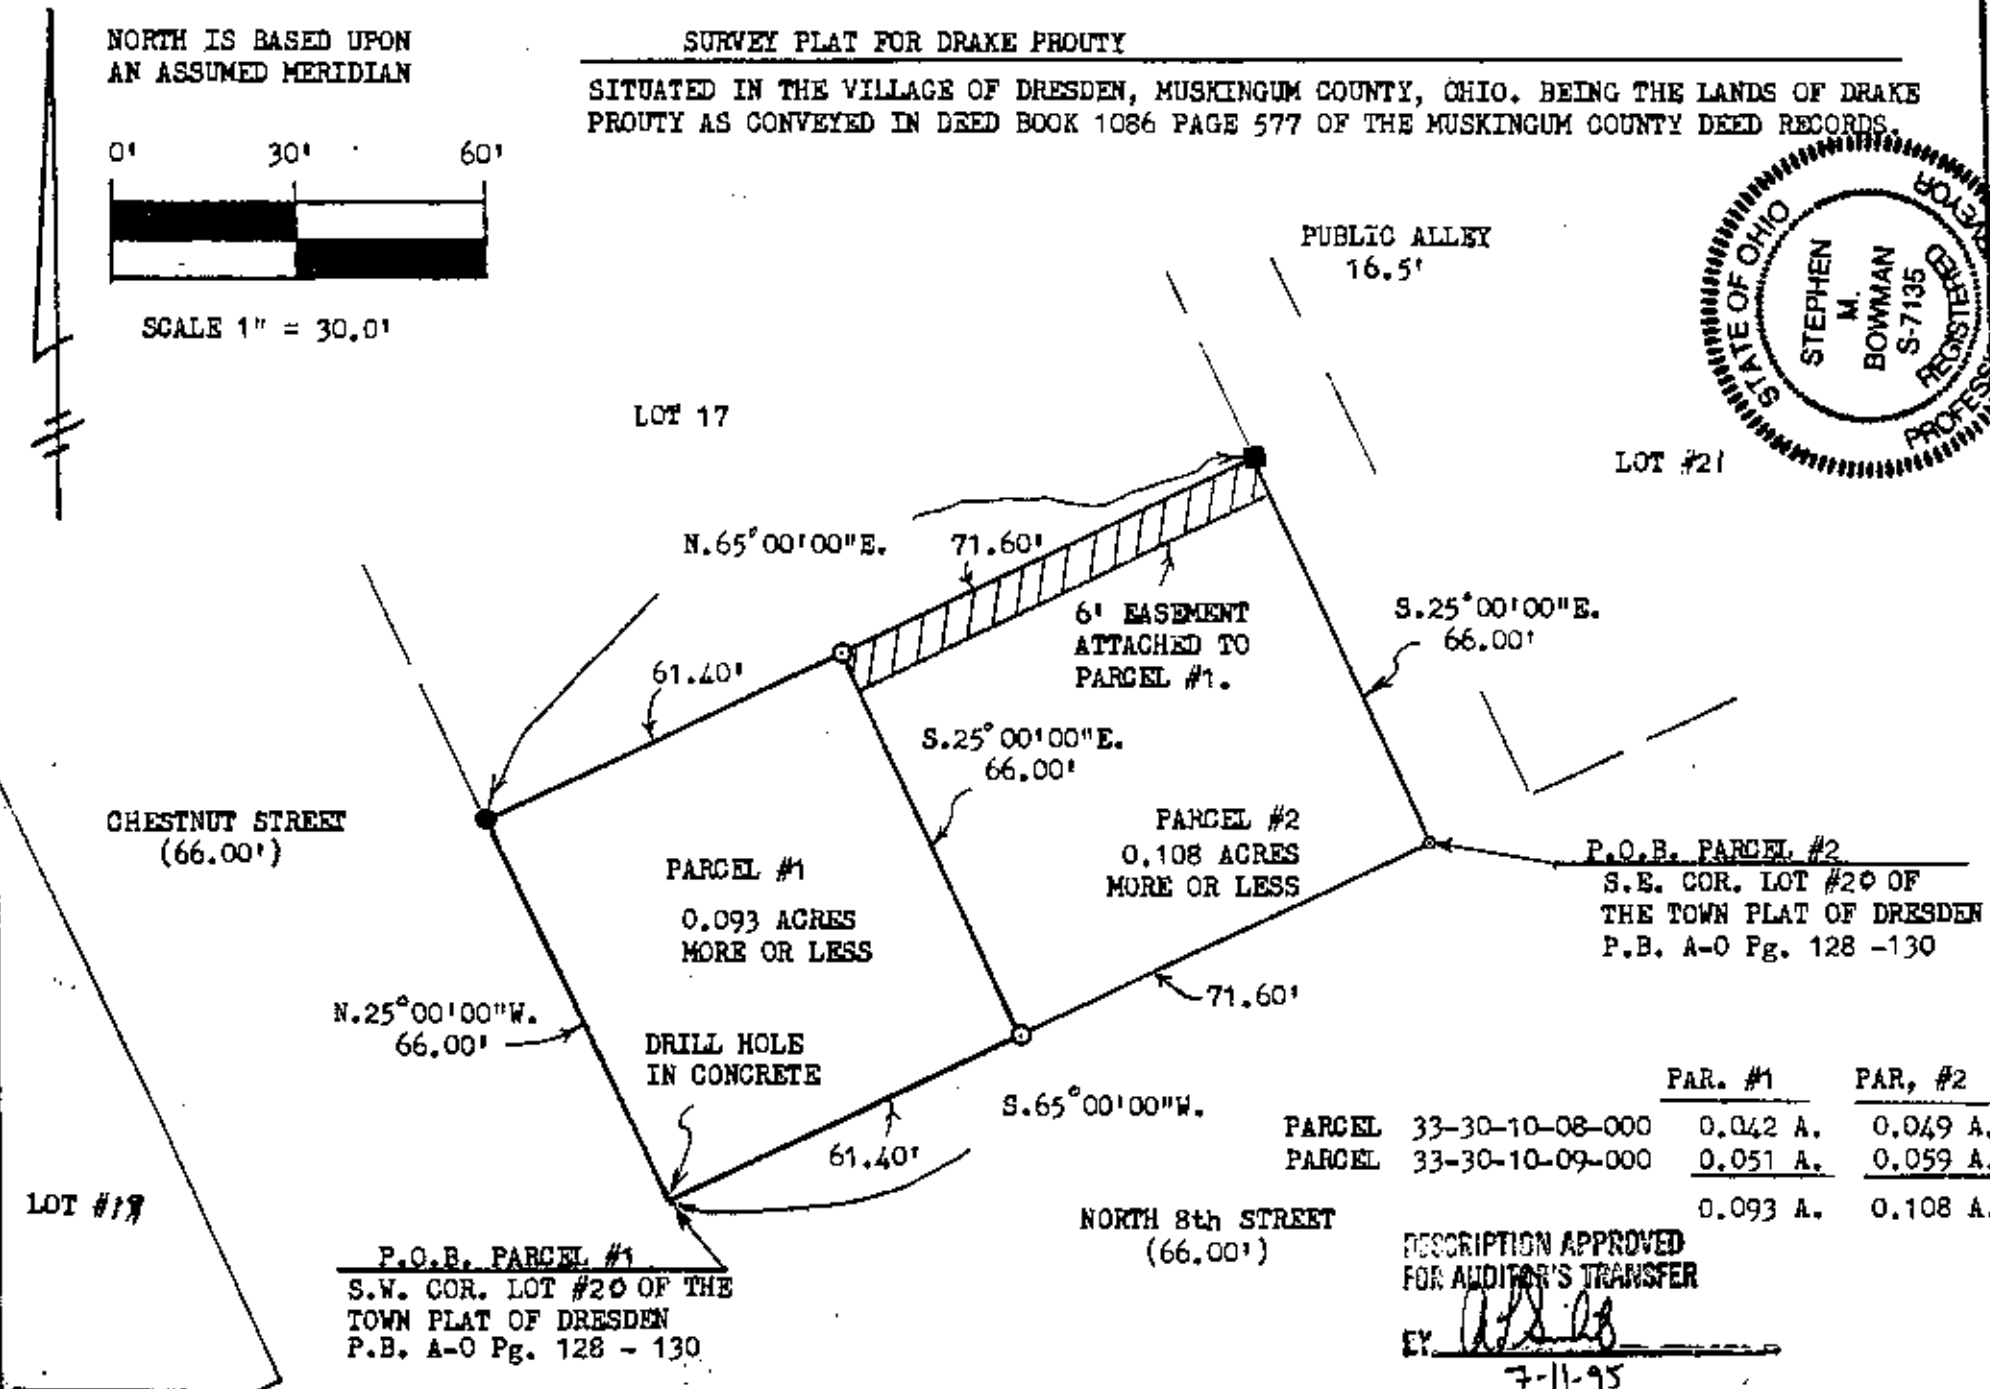 NORTH IS BASED UPON
AN ASSUMED MERIDIAN
SURVEY PLAT FOR DRAKE PROUTY
SITUATED IN THE VILLAGE OF DRESDEN, MUSKINGUM COUNTY, OHIO. BEING THE LANDS OF DRAKE
PROUTY AS CONVEYED IN DEED BOOK 1086 PAGE 577 OF THE MUSKINGUM COUNTY DEED RECORDS.
0' 30' 60'
SCALE 1" = 30.0'
PUBLIC ALLEY
16.5'
STATE OF OHIO
STEPHEN
M.
BOWMAN
S-7135
REGISTERED
LOT 17
LOT #21
N.65°00'00"E. 71.60'
6' EASEMENT
ATTACHED TO
PARCEL #1.
S.25°00'00"E.
66.00'
61.40'
S.25°00'00"E.
66.00'
CHESTNUT STREET
(66.00')
PARCEL #1
0.093 ACRES
MORE OR LESS
PARCEL #2
0.108 ACRES
MORE OR LESS
P.O.B. PARCEL #2
S.E. COR. LOT #20 OF
THE TOWN PLAT OF DRESDEN
P.B. A-O Pg. 128 -130
N.25°00'00"W.
66.00'
DRILL HOLE
IN CONCRETE
71.60'
S.65°00'00"W.
61.40'
PAR. #1 PAR, #2
PARCEL 33-30-10-08-000 0.042 A. 0.049 A.
PARCEL 33-30-10-09-000 0.051 A. 0.059 A.
0.093 A. 0.108 A.
LOT
NORTH 8th STREET
(66.00')
P.O.B. PARCEL #1
S.W. COR. LOT #20 OF THE
TOWN PLAT OF DRESDEN
P.B. A-O Pg. 128 - 130
DESCRIPTION APPROVED
FOR AUDITOR'S TRANSFER
BY
7-11-95